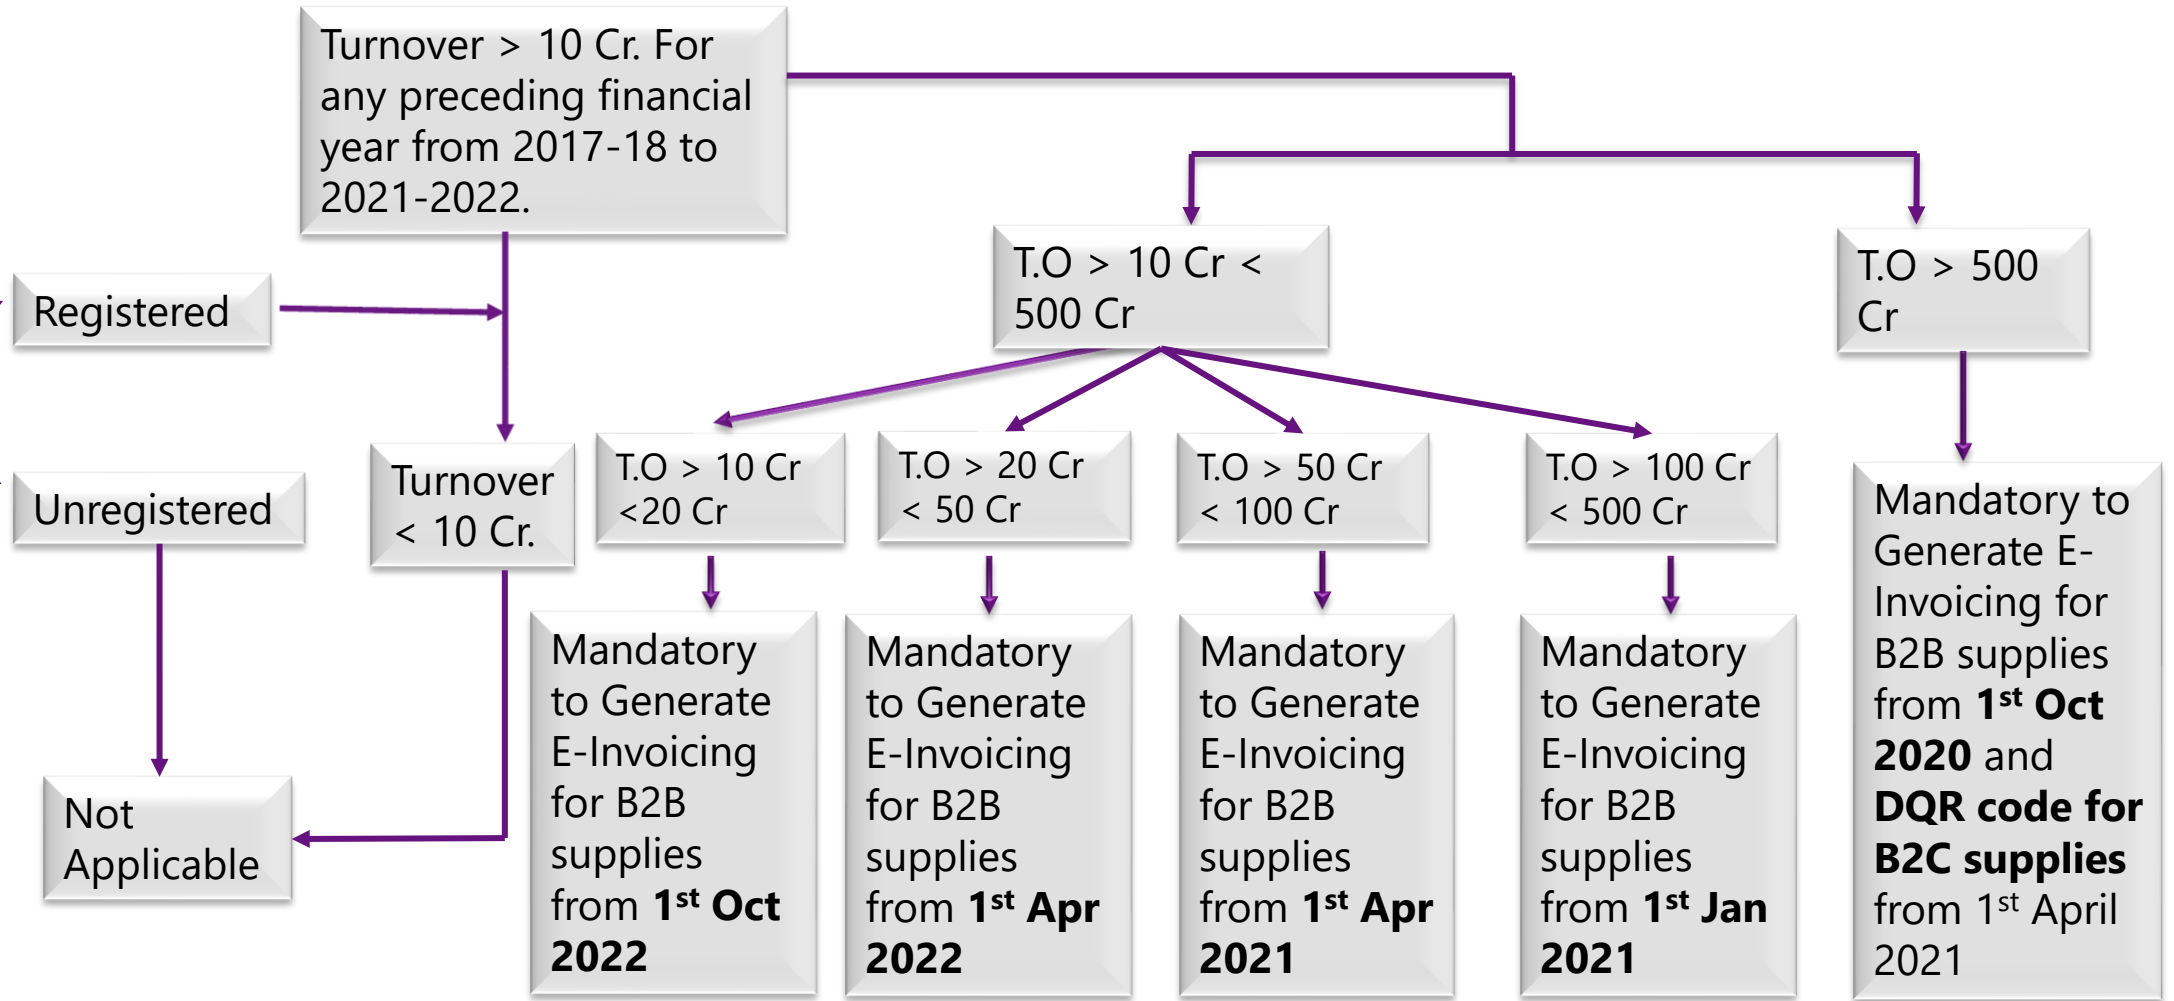 Turnover > 10 Cr. For
any preceding financial
year from 2017-18 to
2021-2022.
Registered
Unregistered
Not
Applicable
Turnover
< 10 Cr.
T.O > 10 Cr <
500 Cr
T.O > 500
Cr
T.O > 10 Cr
<20 Cr
T.O > 20 Cr
< 50 Cr
T.O > 50 Cr
< 100 Cr
T.O > 100 Cr
< 500 Cr
Mandatory
to Generate
E-Invoicing
for B2B
supplies
from 1st Oct
2022
Mandatory
to Generate
E-Invoicing
for B2B
supplies
from 1st Apr
2022
Mandatory
to Generate
E-Invoicing
for B2B
supplies
from 1st Apr
2021
Mandatory
to Generate
E-Invoicing
for B2B
supplies
from 1st Jan
2021
Mandatory to
Generate E-
Invoicing for
B2B supplies
from 1st Oct
2020 and
DQR code for
B2C supplies
from 1st April
2021